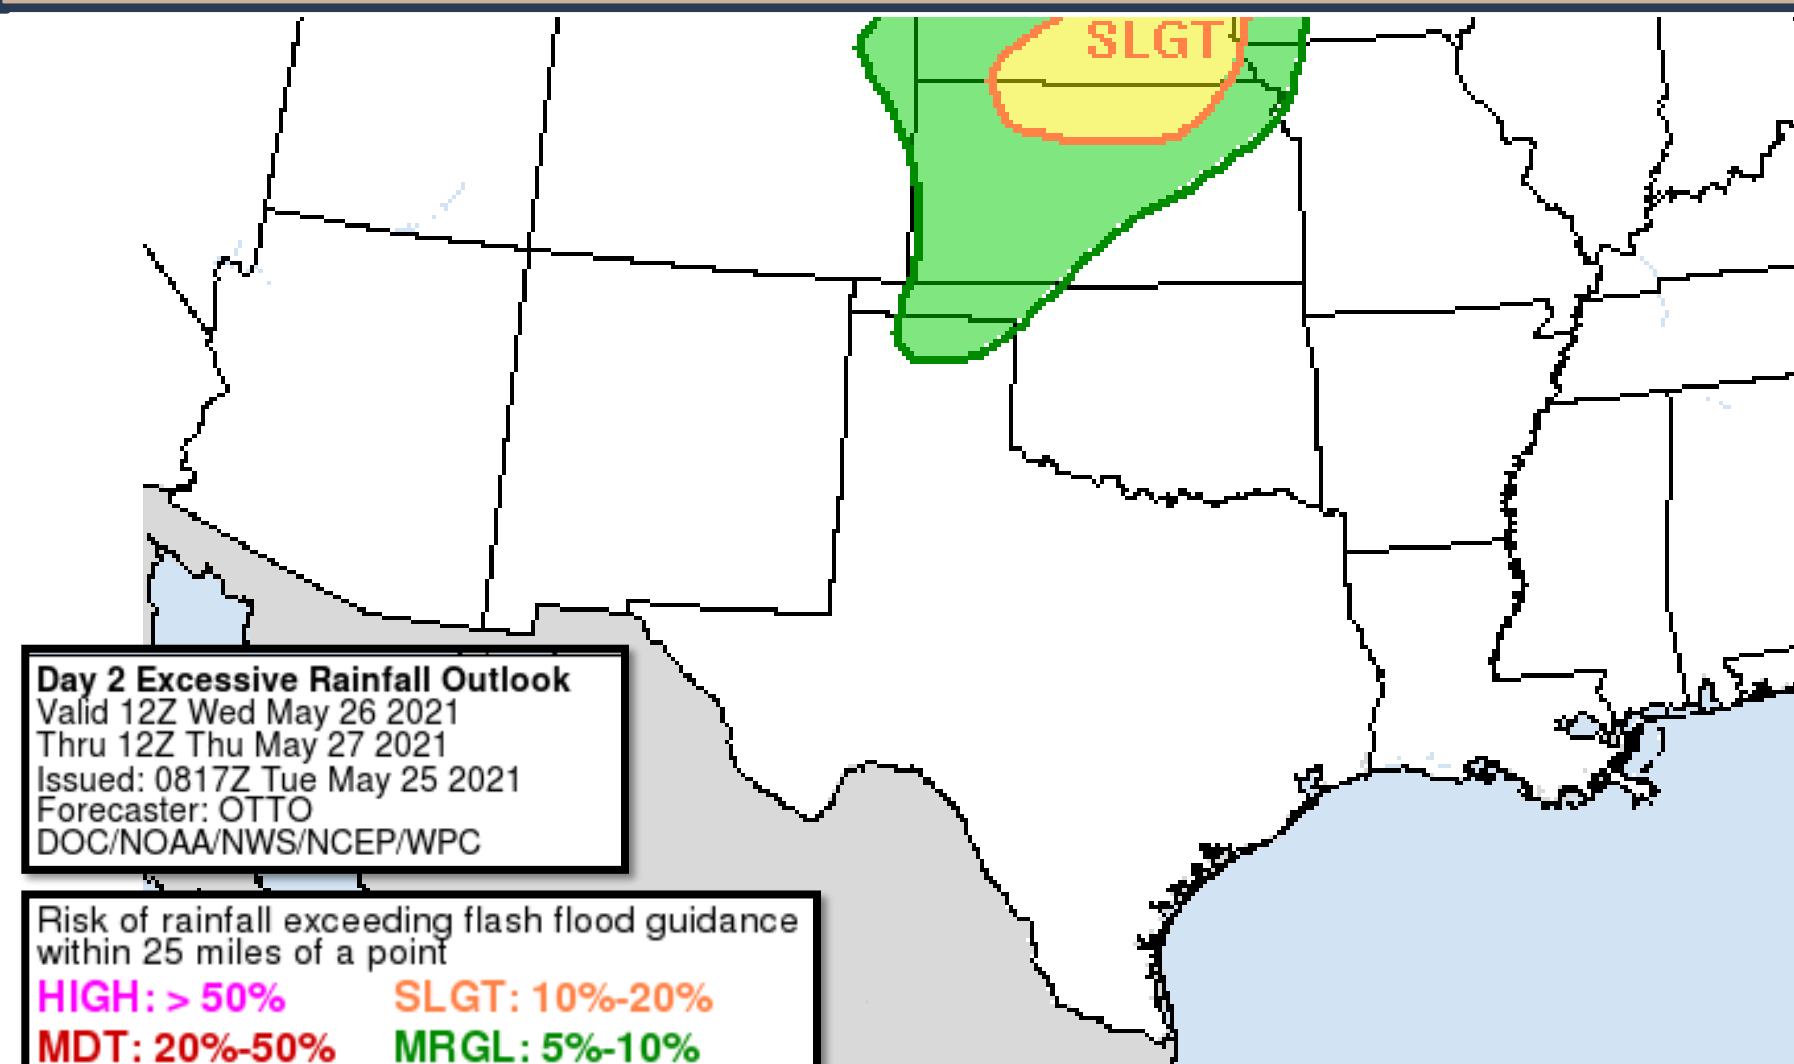 SLGT
Day 2 Excessive Rainfall Outlook
Valid 12Z Wed May 26 2021
Thru 12Z Thu May 27 2021
Issued: 0817Z Tue May 25 2021
Forecaster: OTTO
DOC/NOAA/NWS/NCEP/WPC
Risk of rainfall exceeding flash flood guidance
within 25 miles of a point
HIGH: > 50% SLGT: 10%-20%
MDT: 20%-50% MRGL: 5%-10%